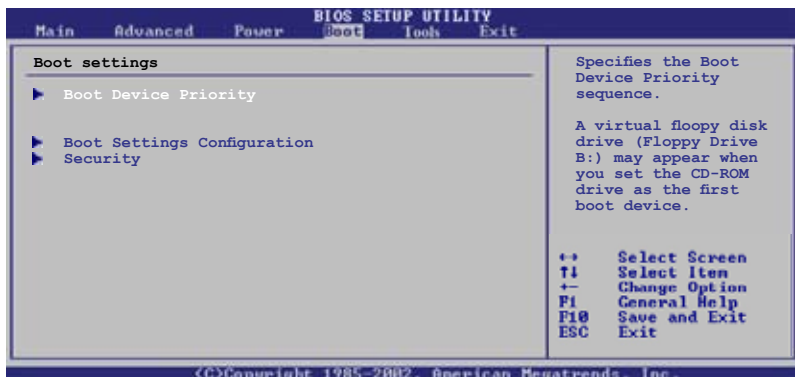 BIOS SETUP UTILITY
Main Advanced Power Boot Tools Exit
Boot settings
Boot Device Priority
Boot Settings Configuration
Security
Specifies the Boot
Device Priority
sequence.
A virtual floopy disk
drive (Floppy Drive
B:) may appear when
you set the CD-ROM
drive as the first
boot device.
↔ Select Screen
↑↓ Select Item
+- Change Option
F1 General Help
F10 Save and Exit
ESC Exit
(C)Copyright 1985-2002, American Megatrends, Inc.